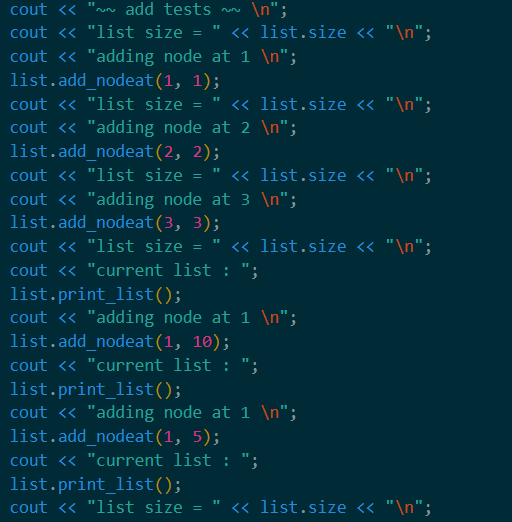 cout << "~~ add tests ~~ \n";
cout << "list size = " << list.size << "\n";
cout << "adding node at 1 \n";
list.add_nodeat(1, 1);
cout << "list size = " << list.size << "\n";
cout << "adding node at 2 \n";
list.add_nodeat(2, 2);
cout << "list size = " << list.size << "\n";
cout << "adding node at 3 \n";
list.add_nodeat(3, 3);
cout << "list size = " << list.size << "\n";
cout << "current list : ";
list.print_list();
cout << "adding node at 1 \n";
list.add_nodeat(1, 10);
cout << "current list : ";
list.print_list();
cout << "adding node at 1 \n";
list.add_nodeat(1, 5);
cout << "current list : ";
list.print_list();
cout << "list size = " << list.size << "\n";